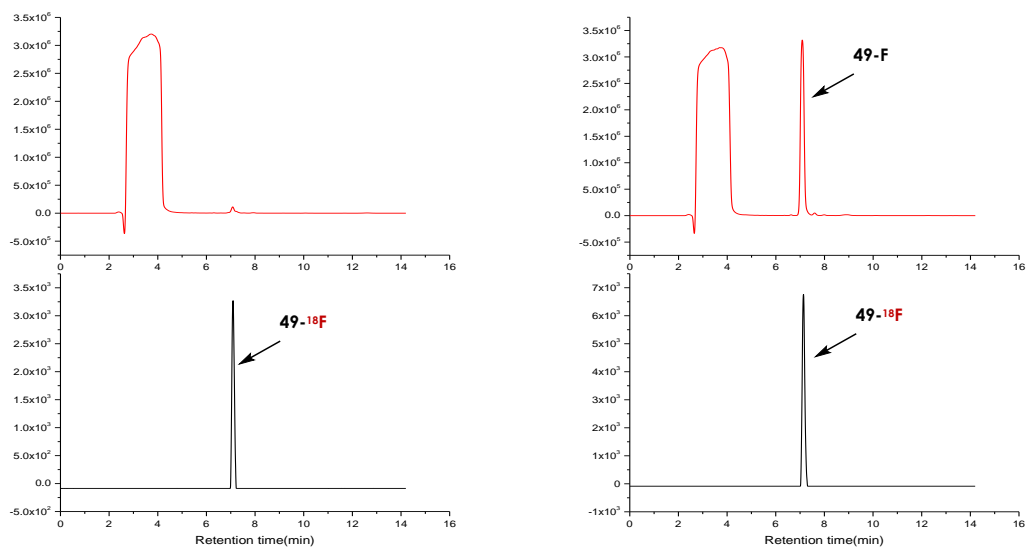 3.5x10⁶
3.0x10⁶
2.5x10⁶
2.0x10⁶
1.5x10⁶
1.0x10⁶
5.0x10⁵
0.0
-5.0x10⁵
0 2 4 6 8 10 12 14 16
3.5x10⁶
3.0x10⁶
2.5x10⁶
2.0x10⁶
1.5x10⁶
1.0x10⁶
5.0x10⁵
0.0
-5.0x10⁵
0 2 4 6 8 10 12 14 16
49-F
3.5x10³
3.0x10³
2.5x10³
2.0x10³
1.5x10³
1.0x10³
5.0x10²
0.0
-5.0x10²
0 2 4 6 8 10 12 14 16
Retention time(min)
49-¹⁸F
7x10³
6x10³
5x10³
4x10³
3x10³
2x10³
1x10³
0
-1x10³
0 2 4 6 8 10 12 14 16
Retention time(min)
49-¹⁸F